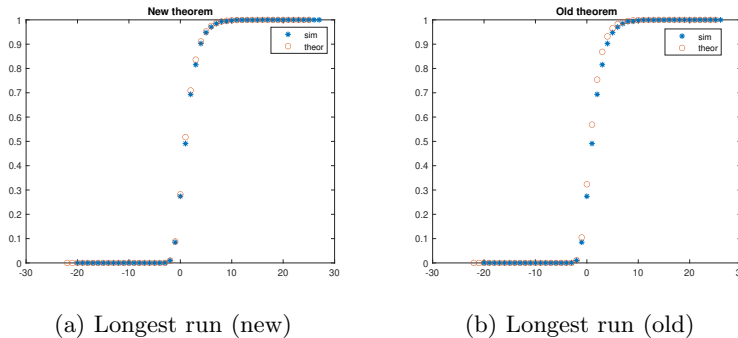 New theorem
1
0.9
0.8
0.7
0.6
0.5
0.4
0.3
0.2
0.1
0
-30 -20 -10 0 10 20 30
sim
theor
Old theorem
1
0.9
0.8
0.7
0.6
0.5
0.4
0.3
0.2
0.1
0
-30 -20 -10 0 10 20 30
sim
theor
(a) Longest run (new)
(b) Longest run (old)